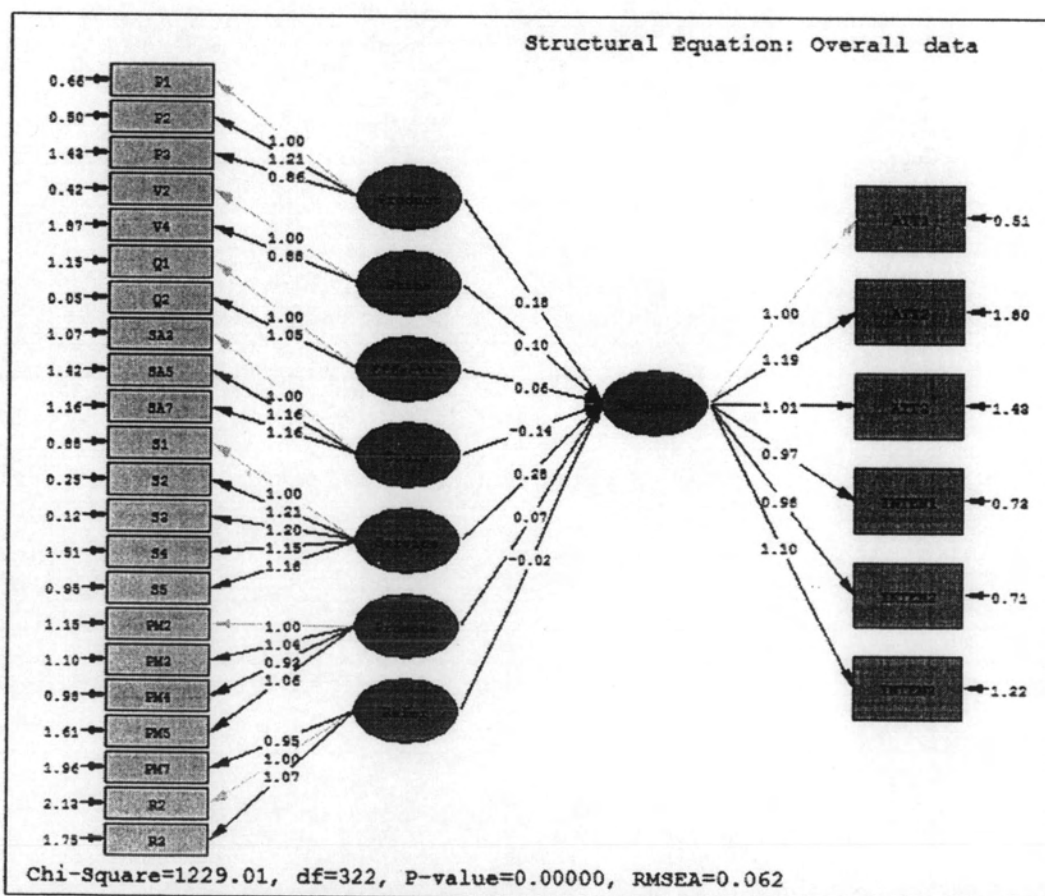 Structural Equation: Overall data
0.66 P1
0.50 P2
1.43 P3
0.42 V2
1.87 V4
1.15 Q1
0.05 Q2
1.07 SA2
1.42 SA5
1.16 SA7
0.88 S1
0.25 S2
0.12 S3
1.51 S4
0.95 S5
1.15 PM2
1.10 PM3
0.98 PM4
1.61 PM5
1.96 PM7
2.13 R2
1.75
1.00
1.21
0.86
1.00
0.88
1.00
1.05
1.00
1.16
1.16
1.00
1.21
1.20
1.15
1.16
1.00
1.04
0.92
1.06
0.95
1.00
1.07
Product
Service
0.18
0.10
0.06
-0.14
0.28
0.07
-0.02
1.00
1.19
1.01
0.97
0.98
1.10
ATT1 0.51
ATT2 1.80
ATT3 1.43
INTEN1 0.72
INTEN2 0.71
INTEN3 1.22
Chi-Square=1229.01, df=322, P-value=0.00000, RMSEA=0.062